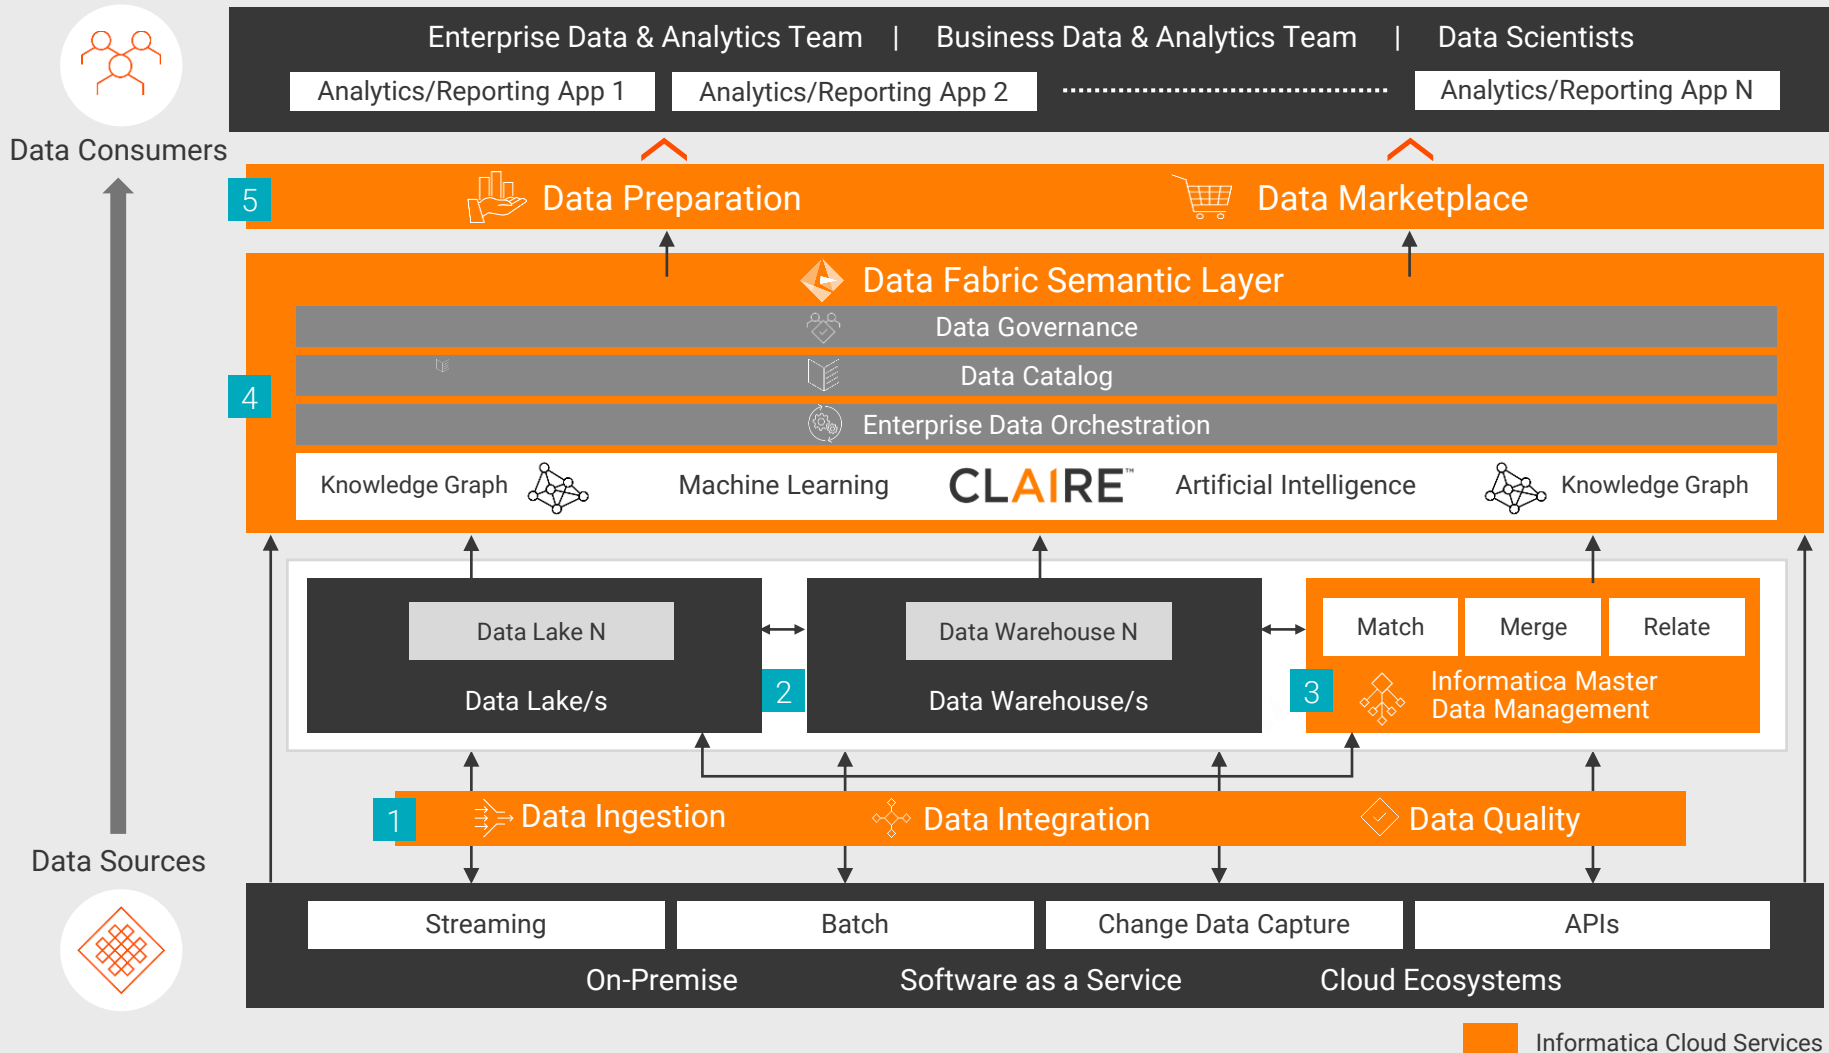 Enterprise Data & Analytics Team | Business Data & Analytics Team | Data Scientists
Analytics/Reporting App 1
Analytics/Reporting App 2
Analytics/Reporting App N
Data Consumers
5
Data Preparation
Data Marketplace
Data Fabric Semantic Layer
Data Governance
Data Catalog
4
Enterprise Data Orchestration
Knowledge Graph
Machine Learning
CLAIRE™
Artificial Intelligence
Knowledge Graph
Data Lake N
Data Lake/s
2
Data Warehouse N
Data Warehouse/s
Match
Merge
Relate
3
Informatica Master
Data Management
1
Data Ingestion
Data Integration
Data Quality
Data Sources
Streaming
Batch
Change Data Capture
APIs
On-Premise
Software as a Service
Cloud Ecosystems
Informatica Cloud Services